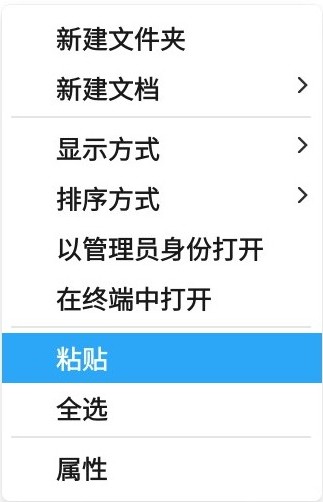 新建文件夹
新建文档
显示方式
排序方式
以管理员身份打开
在终端中打开
粘贴
全选
属性